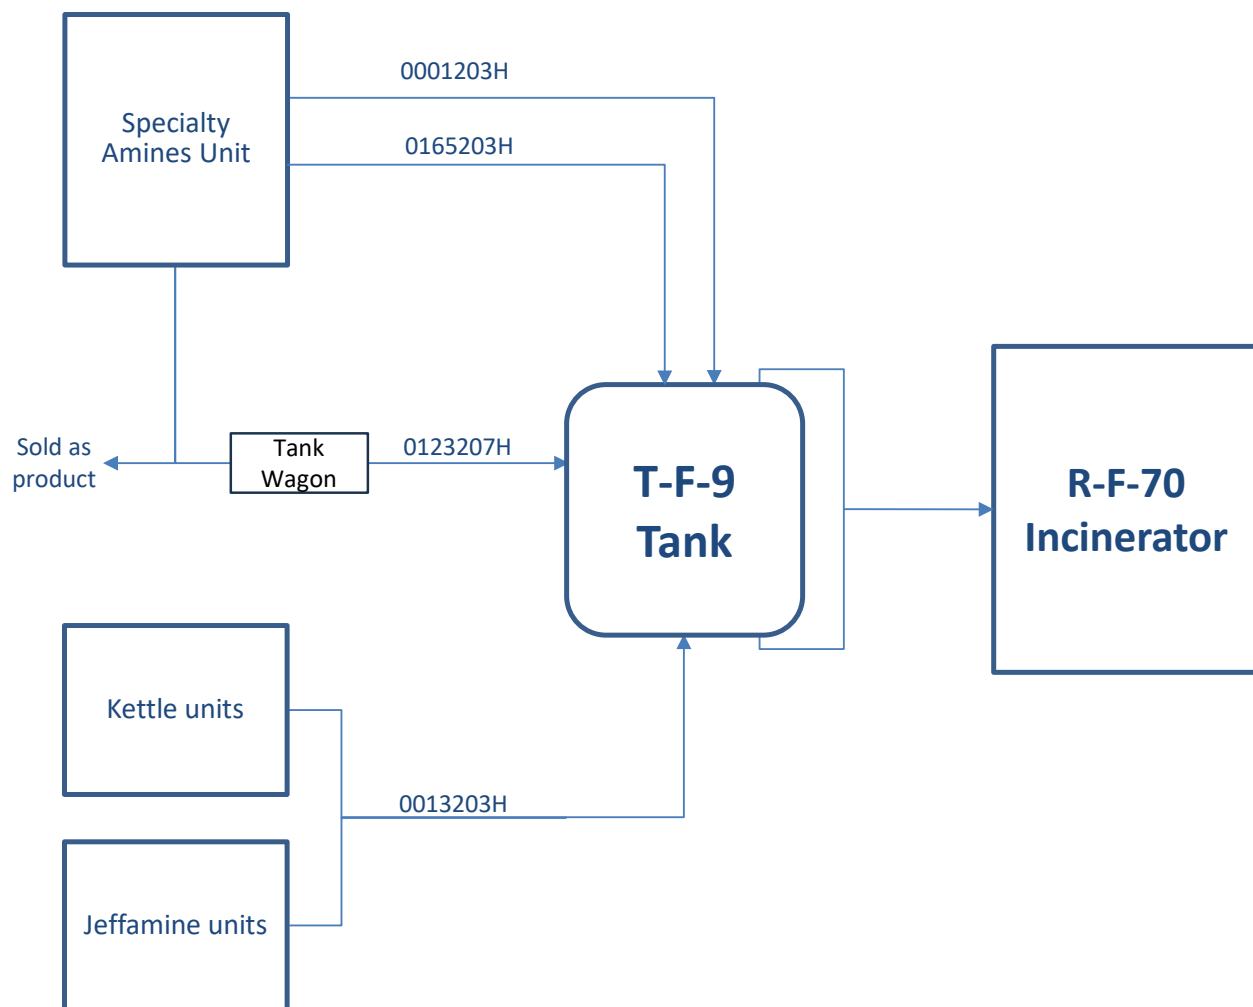 0001203H
Specialty
Amines Unit
0165203H
Sold as
product
Tank
Wagon
0123207H
T-F-9
Tank
R-F-70
Incinerator
Kettle units
0013203H
Jeffamine units